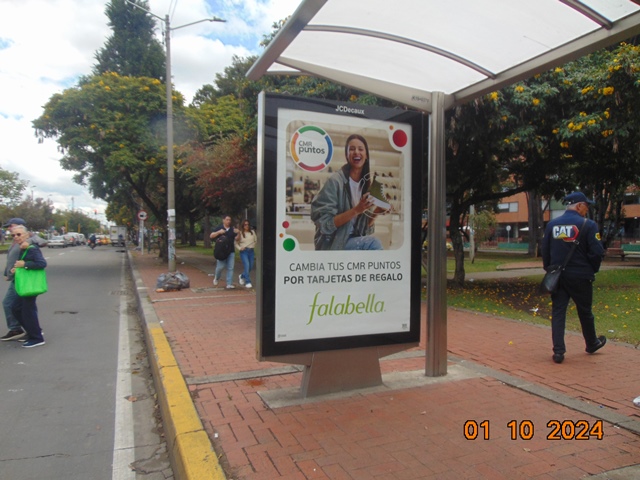 JCDecaux
CMR
puntos
CAMBIA TUS CMR PUNTOS
POR TARJETAS DE REGALO
falabella
CAT
01 10 2024